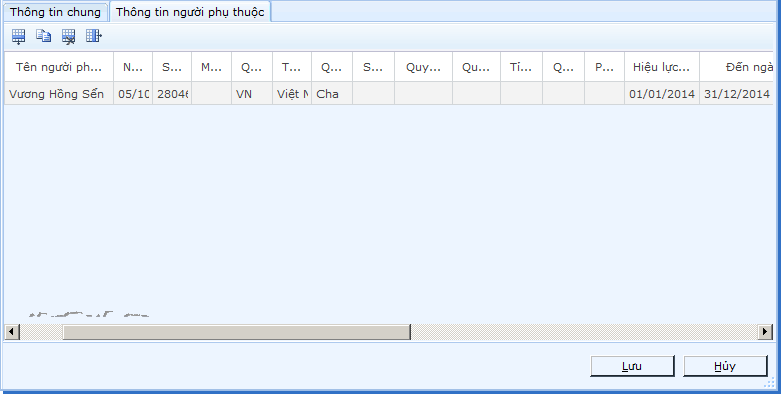 Thông tin chung Thông tin người phụ thuộc
Tên người ph... N... S... M... Q... T... Q... S... Quy... Qu... Tỉ... Q... P... Hiệu lực... Đến ngà
Vương Hồng Sển 05/10 28046 VN Việt N Cha 01/01/2014 31/12/2014
Lưu Hủy